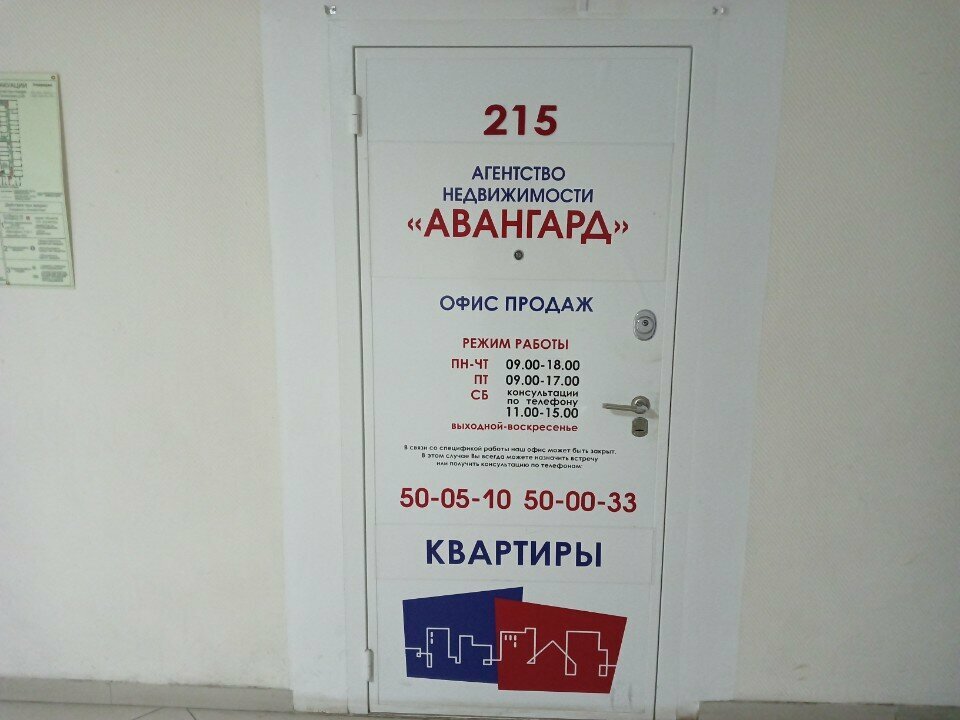 215
АГЕНТСТВО
НЕДВИЖИМОСТИ
«АВАНГАРД»
ОФИС ПРОДАЖ
РЕЖИМ РАБОТЫ
ПН-ЧТ 09.00-18.00
ПТ 09.00-17.00
СБ консультации
по телефону
11.00-15.00
выходной-воскресенье
В связи со спецификой работы наш офис может быть закрыт.
В этом случае Вы всегда можете назначить встречу
или получить консультацию по телефонам:
50-05-10 50-00-33
КВАРТИРЫ